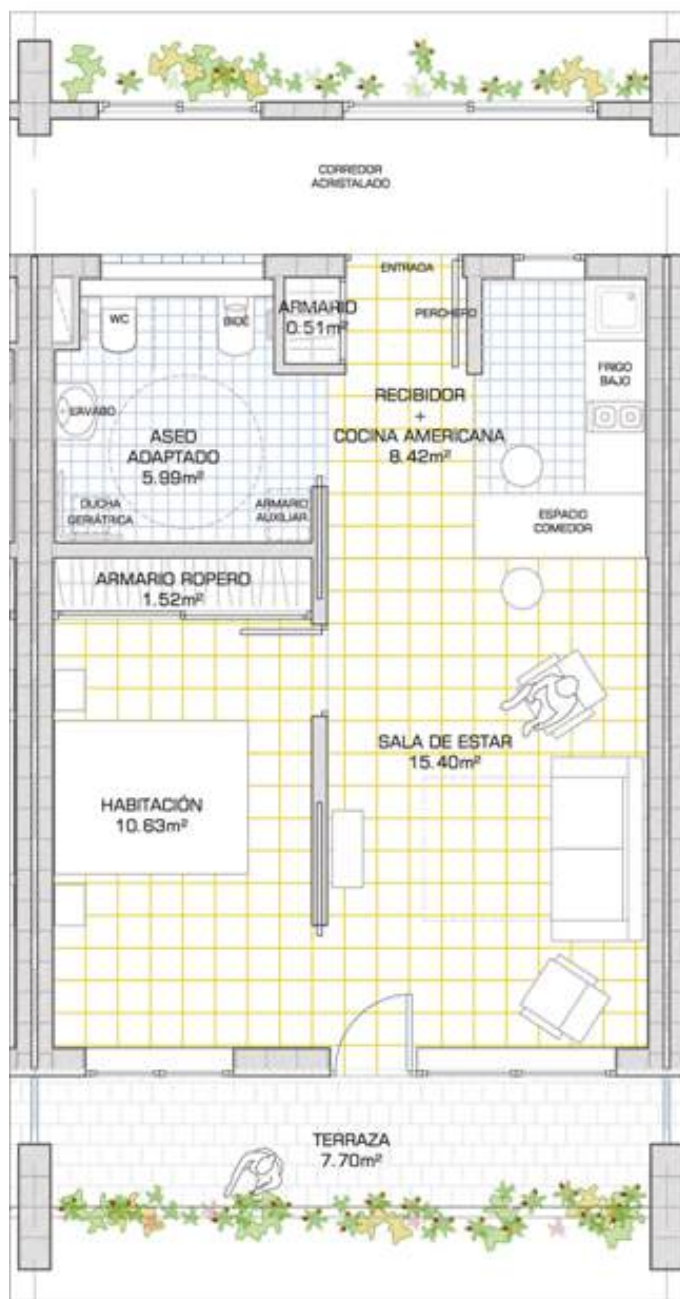 CORREDOR
ACRISTALADO
ENTRADA
WC
BIDÉ
ARMARIO
0.51m²
PERCHERO
FRIGO
BAJO
RECIBIDOR
+
COCINA AMERICANA
8.42m²
LAVABO
ASEO
ADAPTADO
5.99m²
DUCHA
GERIÁTRICA
ARMARIO
AUXILIAR.
ESPACIO
COMEDOR
ARMARIO ROPERO
1.52m²
SALA DE ESTAR
15.40m²
HABITACIÓN
10.63m²
TERRAZA
7.70m²